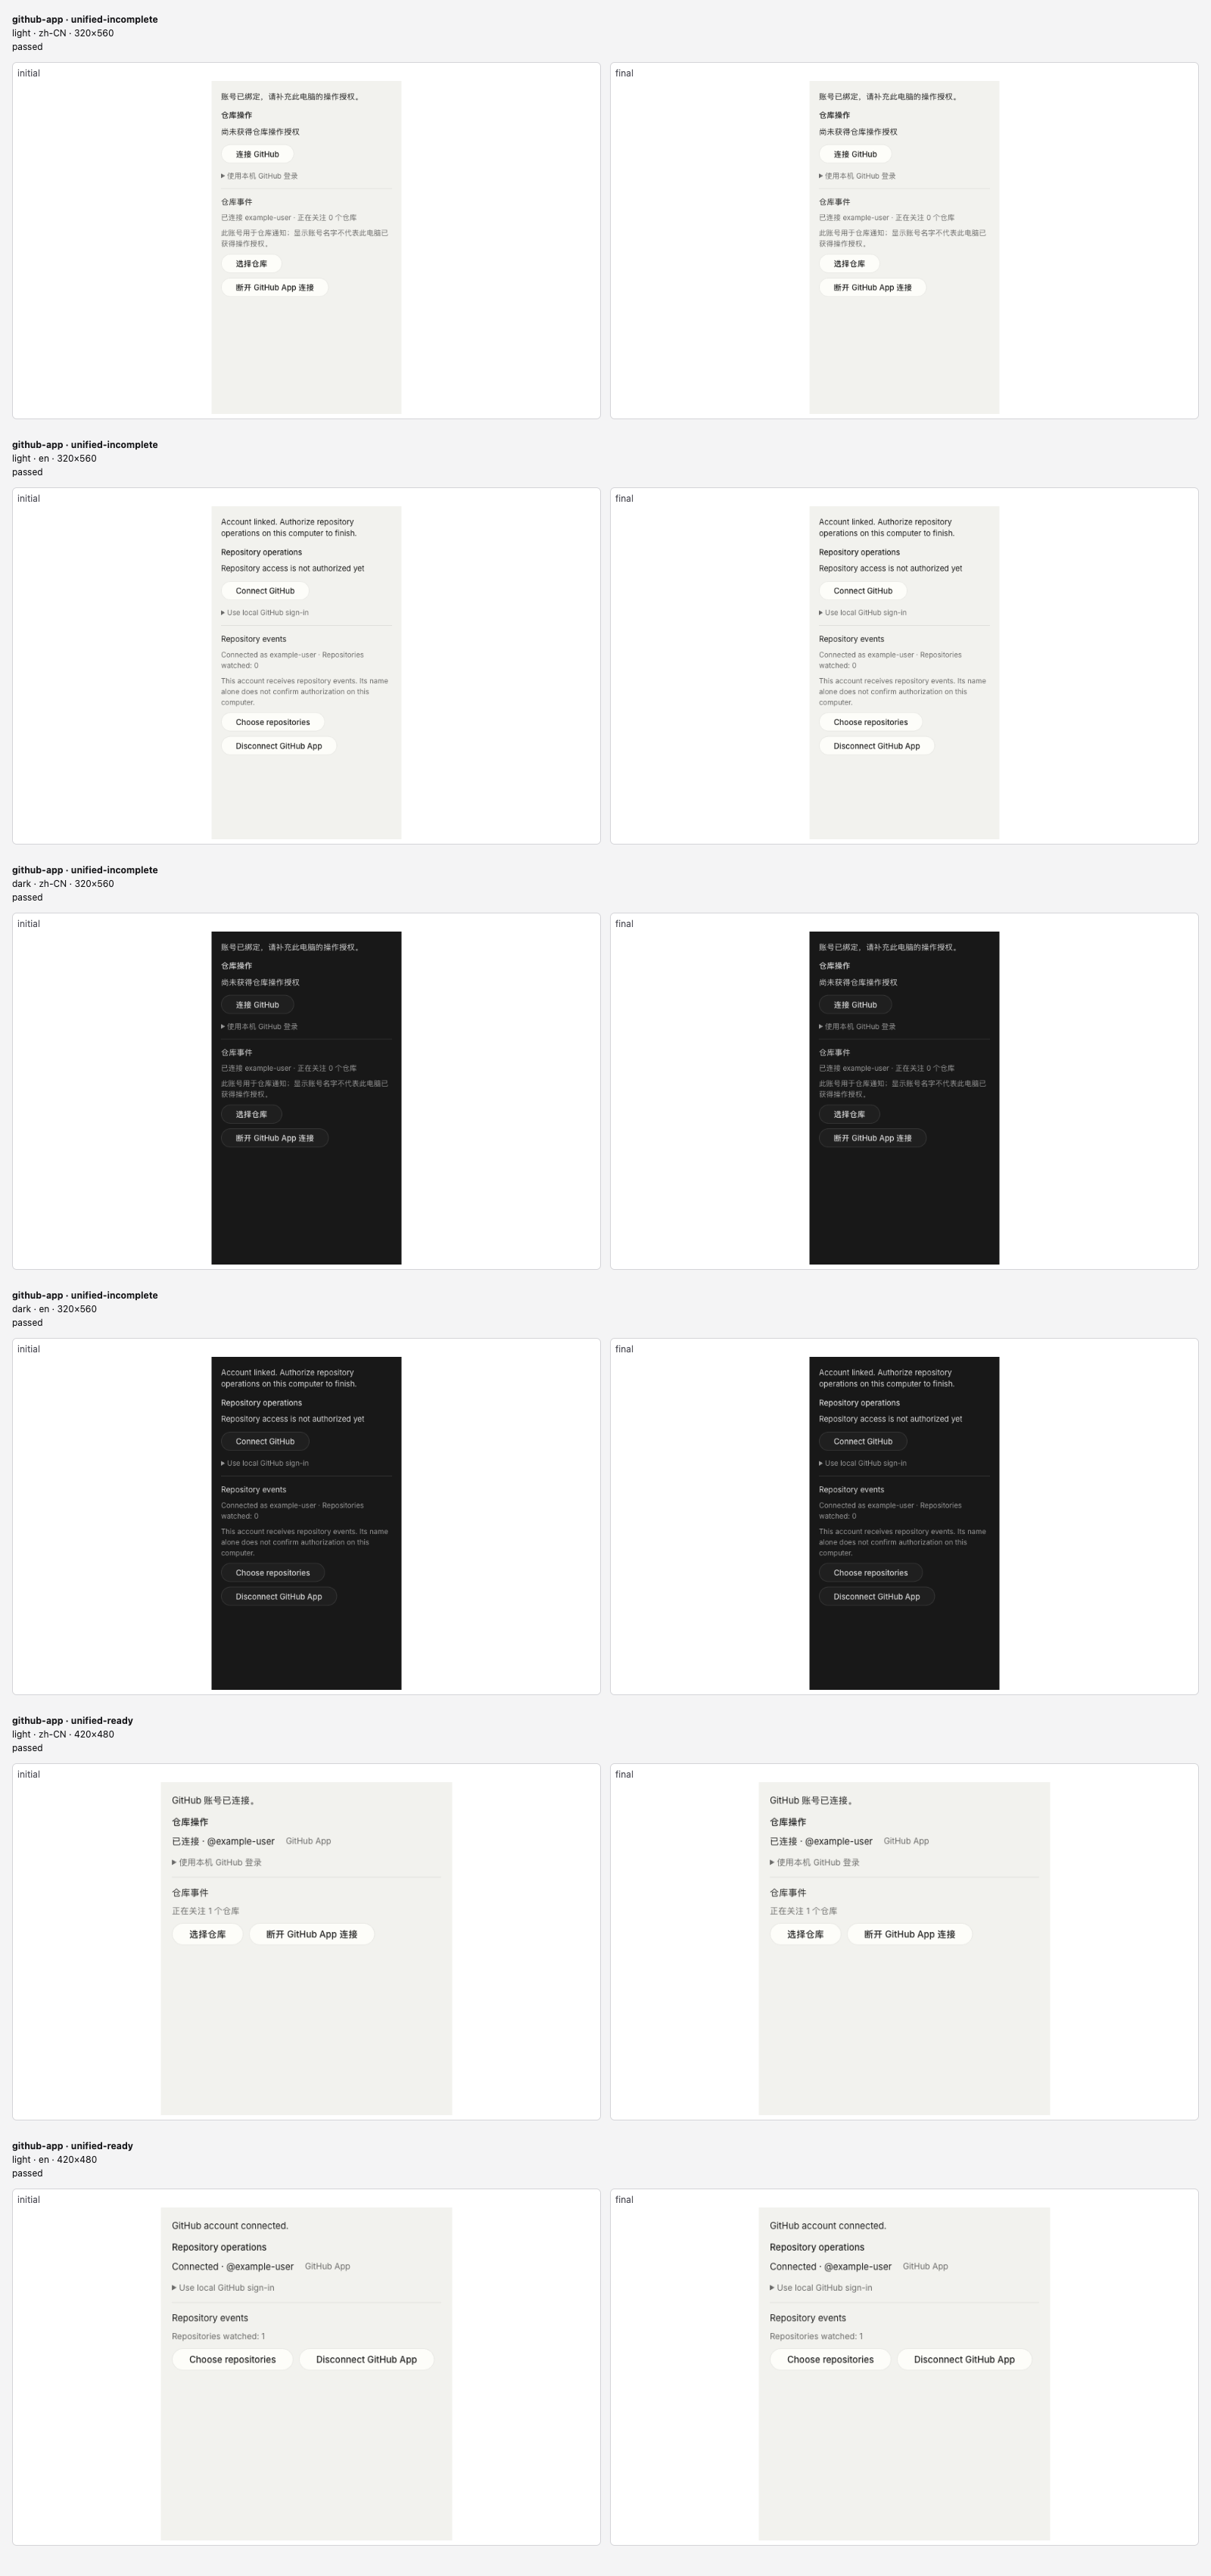 github-app · unified-incomplete
light · zh-CN · 320×560
passed
initial
账号已绑定，请补充此电脑的操作授权。
仓库操作
尚未获得仓库操作授权
连接 GitHub
使用本机 GitHub 登录
仓库事件
已连接 example-user · 正在关注 0 个仓库
此账号用于仓库通知；显示账号名字不代表此电脑已
获得操作授权。
选择仓库
断开 GitHub App 连接
final
账号已绑定，请补充此电脑的操作授权。
仓库操作
尚未获得仓库操作授权
连接 GitHub
使用本机 GitHub 登录
仓库事件
已连接 example-user · 正在关注 0 个仓库
此账号用于仓库通知；显示账号名字不代表此电脑已
获得操作授权。
选择仓库
断开 GitHub App 连接
github-app · unified-incomplete
light · en · 320×560
passed
initial
Account linked. Authorize repository
operations on this computer to finish.
Repository operations
Repository access is not authorized yet
Connect GitHub
Use local GitHub sign-in
Repository events
Connected as example-user · Repositories
watched: 0
This account receives repository events. Its name
alone does not confirm authorization on this
computer.
Choose repositories
Disconnect GitHub App
final
Account linked. Authorize repository
operations on this computer to finish.
Repository operations
Repository access is not authorized yet
Connect GitHub
Use local GitHub sign-in
Repository events
Connected as example-user · Repositories
watched: 0
This account receives repository events. Its name
alone does not confirm authorization on this
computer.
Choose repositories
Disconnect GitHub App
github-app · unified-incomplete
dark · zh-CN · 320×560
passed
initial
账号已绑定，请补充此电脑的操作授权。
仓库操作
尚未获得仓库操作授权
连接 GitHub
使用本机 GitHub 登录
仓库事件
已连接 example-user · 正在关注 0 个仓库
此账号用于仓库通知；显示账号名字不代表此电脑已
获得操作授权。
选择仓库
断开 GitHub App 连接
final
账号已绑定，请补充此电脑的操作授权。
仓库操作
尚未获得仓库操作授权
连接 GitHub
使用本机 GitHub 登录
仓库事件
已连接 example-user · 正在关注 0 个仓库
此账号用于仓库通知；显示账号名字不代表此电脑已
获得操作授权。
选择仓库
断开 GitHub App 连接
github-app · unified-incomplete
dark · en · 320×560
passed
initial
Account linked. Authorize repository
operations on this computer to finish.
Repository operations
Repository access is not authorized yet
Connect GitHub
Use local GitHub sign-in
Repository events
Connected as example-user · Repositories
watched: 0
This account receives repository events. Its name
alone does not confirm authorization on this
computer.
Choose repositories
Disconnect GitHub App
final
Account linked. Authorize repository
operations on this computer to finish.
Repository operations
Repository access is not authorized yet
Connect GitHub
Use local GitHub sign-in
Repository events
Connected as example-user · Repositories
watched: 0
This account receives repository events. Its name
alone does not confirm authorization on this
computer.
Choose repositories
Disconnect GitHub App
github-app · unified-ready
light · zh-CN · 420×480
passed
initial
GitHub 账号已连接。
仓库操作
已连接 · @example-user GitHub App
使用本机 GitHub 登录
仓库事件
正在关注 1 个仓库
选择仓库 断开 GitHub App 连接
final
GitHub 账号已连接。
仓库操作
已连接 · @example-user GitHub App
使用本机 GitHub 登录
仓库事件
正在关注 1 个仓库
选择仓库 断开 GitHub App 连接
github-app · unified-ready
light · en · 420×480
passed
initial
GitHub account connected.
Repository operations
Connected · @example-user GitHub App
Use local GitHub sign-in
Repository events
Repositories watched: 1
Choose repositories Disconnect GitHub App
final
GitHub account connected.
Repository operations
Connected · @example-user GitHub App
Use local GitHub sign-in
Repository events
Repositories watched: 1
Choose repositories Disconnect GitHub App